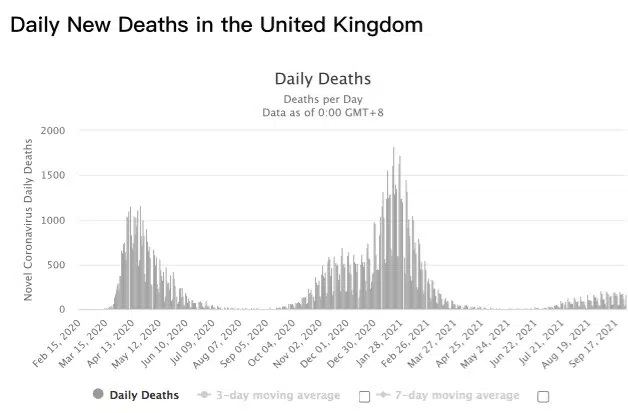 Daily New Deaths in the United Kingdom
Daily Deaths
Deaths per Day
Data as of 0:00 GMT+8
Novel Coronavirus Daily Deaths
2000
1500
1000
500
0
Feb 15, 2020
Mar 15, 2020
Apr 13, 2020
May 12, 2020
Jun 10, 2020
Jul 09, 2020
Aug 07, 2020
Sep 05, 2020
Oct 04, 2020
Nov 02, 2020
Dec 01, 2020
Dec 30, 2020
Jan 28, 2021
Feb 26, 2021
Mar 27, 2021
Apr 25, 2021
May 24, 2021
Jun 22, 2021
Jul 21, 2021
Aug 19, 2021
Sep 17, 2021
Daily Deaths
3-day moving average
7-day moving average